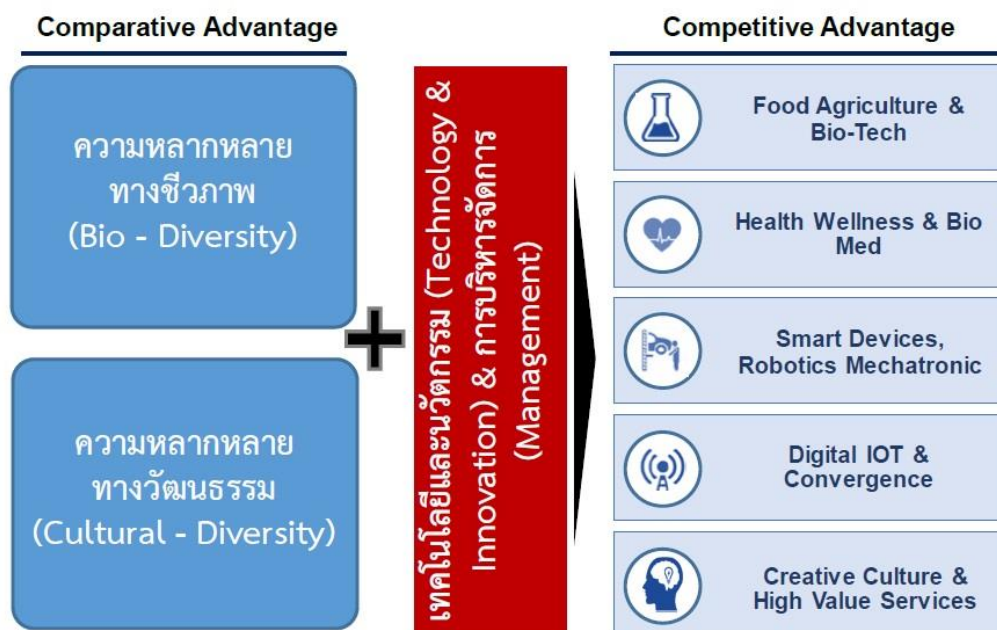 Comparative Advantage
ความหลากหลาย
ทางชีวภาพ
(Bio - Diversity)
ความหลากหลาย
ทางวัฒนธรรม
(Cultural - Diversity)
เทคโนโลยีและนวัตกรรม (Technology &
Innovation) & การบริหารจัดการ
(Management)
Competitive Advantage
Food Agriculture &
Bio-Tech
Health Wellness & Bio
Med
Smart Devices,
Robotics Mechatronic
Digital IOT &
Convergence
Creative Culture &
High Value Services